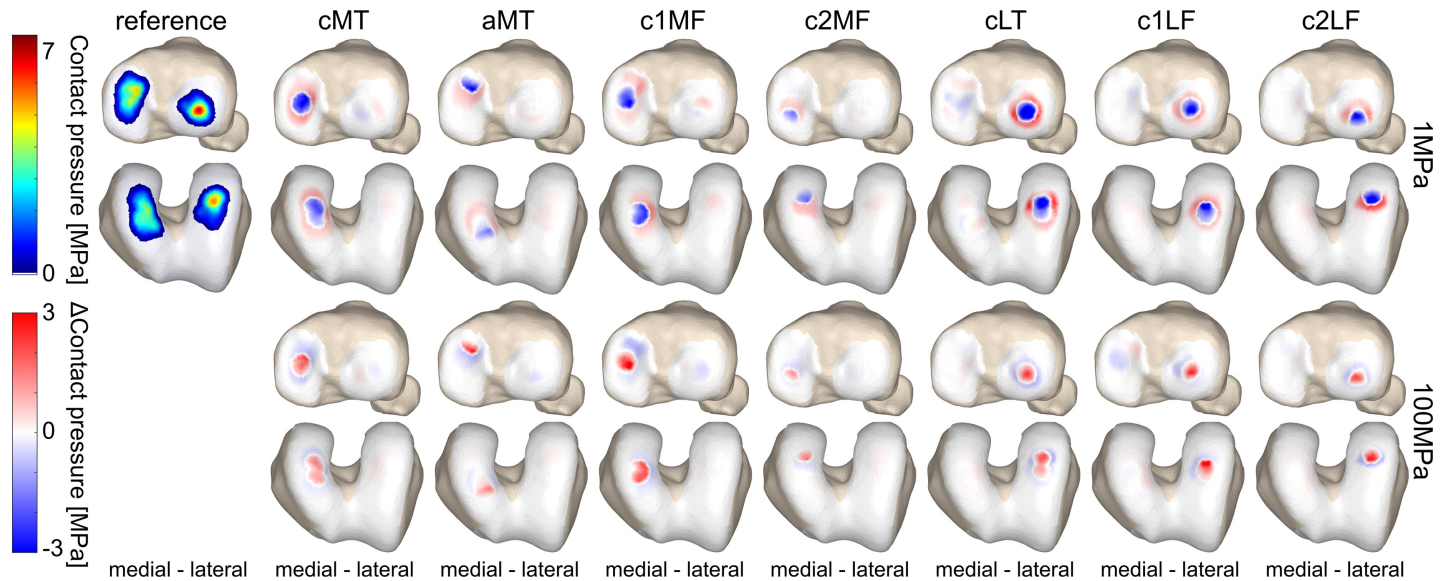 reference cMT aMT c1MF c2MF cLT c1LF c2LF
7
Contact pressure [MPa]
0
1MPa
3
ΔContact pressure [MPa]
0
-3
100MPa
medial - lateral medial - lateral medial - lateral medial - lateral medial - lateral medial - lateral medial - lateral medial - lateral